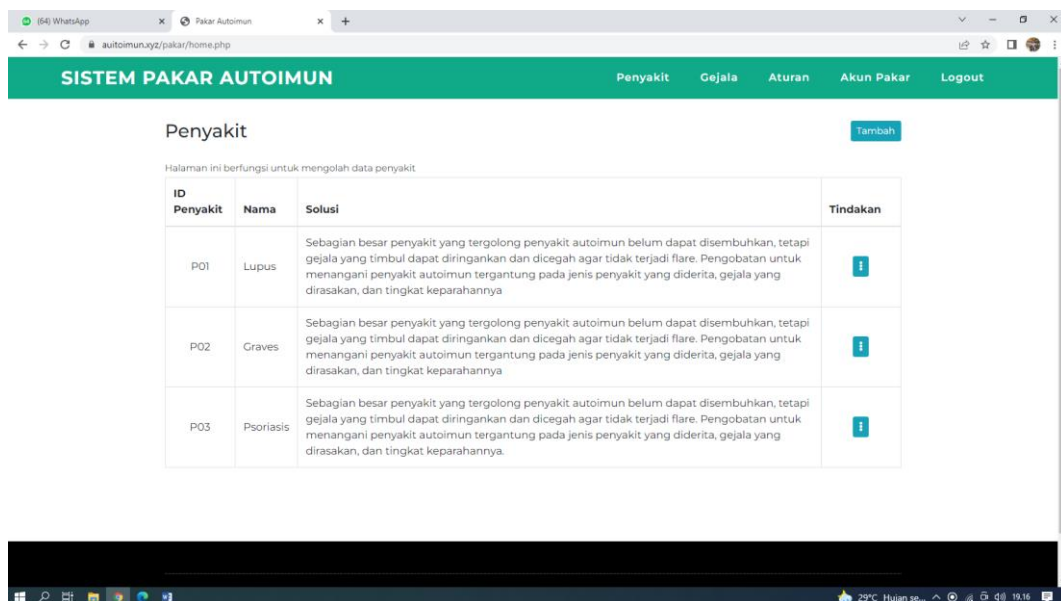 (64) WhatsApp
Pakar Autoimun
auitoimun.xyz/pakar/home.php
SISTEM PAKAR AUTOIMUN
Penyakit Gejala Aturan Akun Pakar Logout
Penyakit
Tambah
Halaman ini berfungsi untuk mengolah data penyakit
ID
Penyakit Nama Solusi Tindakan
Sebagian besar penyakit yang tergolong penyakit autoimun belum dapat disembuhkan, tetapi
gejala yang timbul dapat diringankan dan dicegah agar tidak terjadi flare. Pengobatan untuk
P01 Lupus
menangani penyakit autoimun tergantung pada jenis penyakit yang diderita, gejala yang
dirasakan, dan tingkat keparahannya
Sebagian besar penyakit yang tergolong penyakit autoimun belum dapat disembuhkan, tetapi
gejala yang timbul dapat diringankan dan dicegah agar tidak terjadi flare. Pengobatan untuk
P02 Graves
menangani penyakit autoimun tergantung pada jenis penyakit yang diderita, gejala yang
dirasakan, dan tingkat keparahannya
Sebagian besar penyakit yang tergolong penyakit autoimun belum dapat disembuhkan, tetapi
gejala yang timbul dapat diringankan dan dicegah agar tidak terjadi flare. Pengobatan untuk
P03 Psoriasis
menangani penyakit autoimun tergantung pada jenis penyakit yang diderita, gejala yang
dirasakan, dan tingkat keparahannya.
29°C Hujan se... 19.16